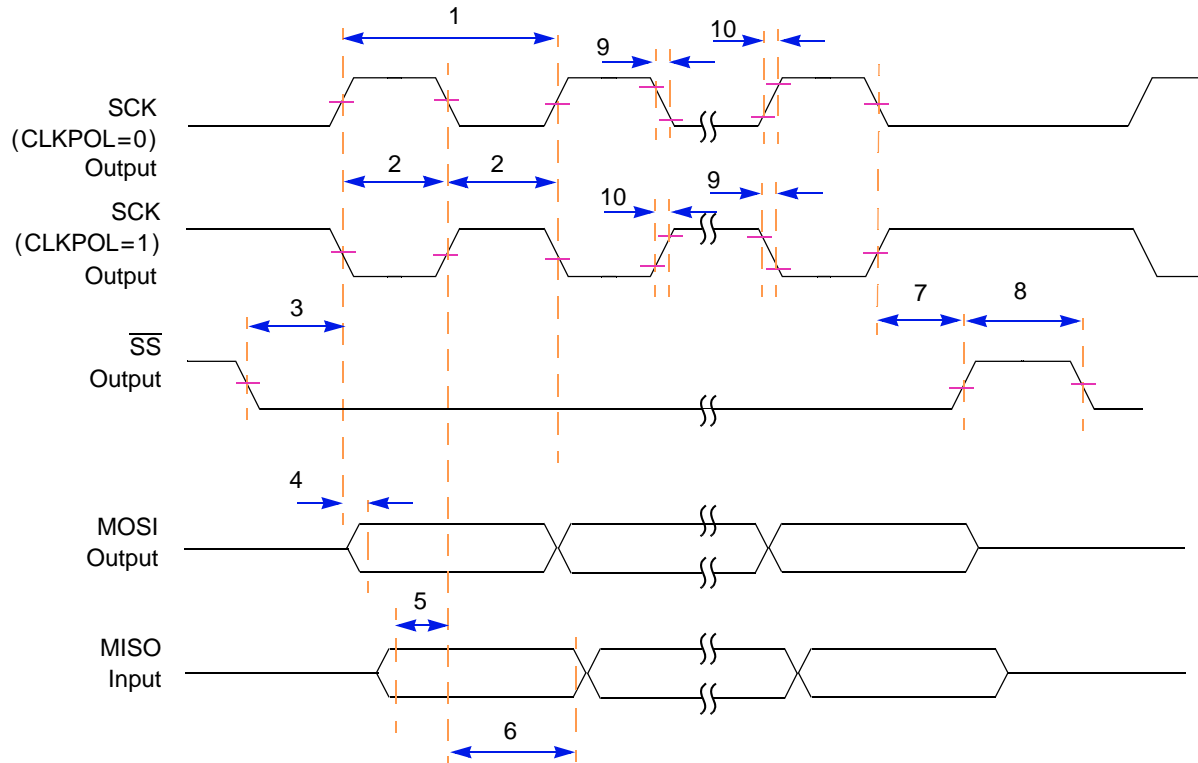 1
9
10
SCK
(CLKPOL=0)
Output
2
2
SCK
(CLKPOL=1)
Output
10
9
3
7
8
SS
Output
4
MOSI
Output
5
MISO
Input
6